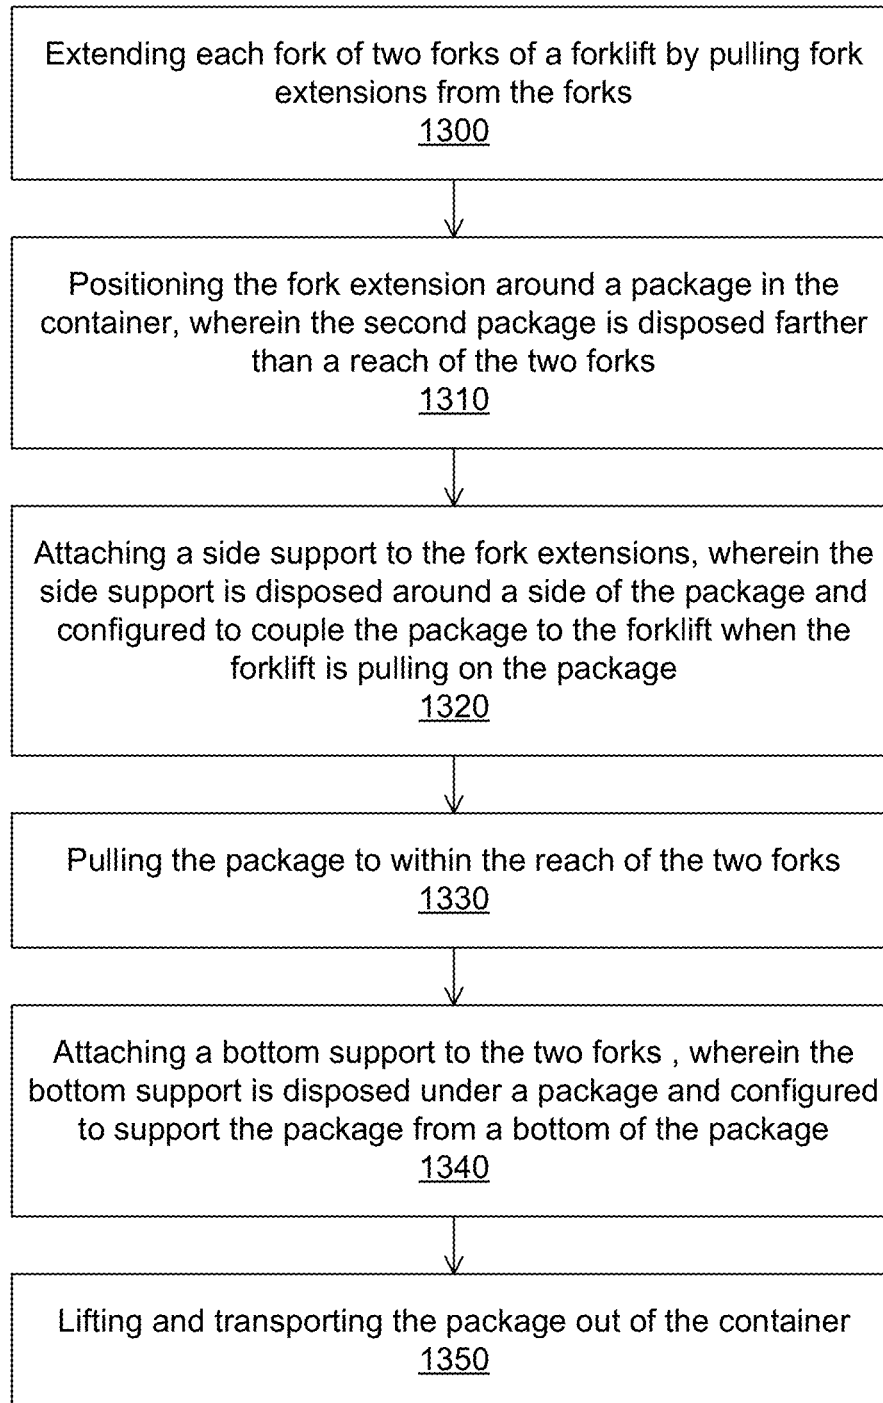 Extending each fork of two forks of a forklift by pulling fork
extensions from the forks
1300
Positioning the fork extension around a package in the
container, wherein the second package is disposed farther
than a reach of the two forks
1310
Attaching a side support to the fork extensions, wherein the
side support is disposed around a side of the package and
configured to couple the package to the forklift when the
forklift is pulling on the package
1320
Pulling the package to within the reach of the two forks
1330
Attaching a bottom support to the two forks , wherein the
bottom support is disposed under a package and configured
to support the package from a bottom of the package
1340
Lifting and transporting the package out of the container
1350